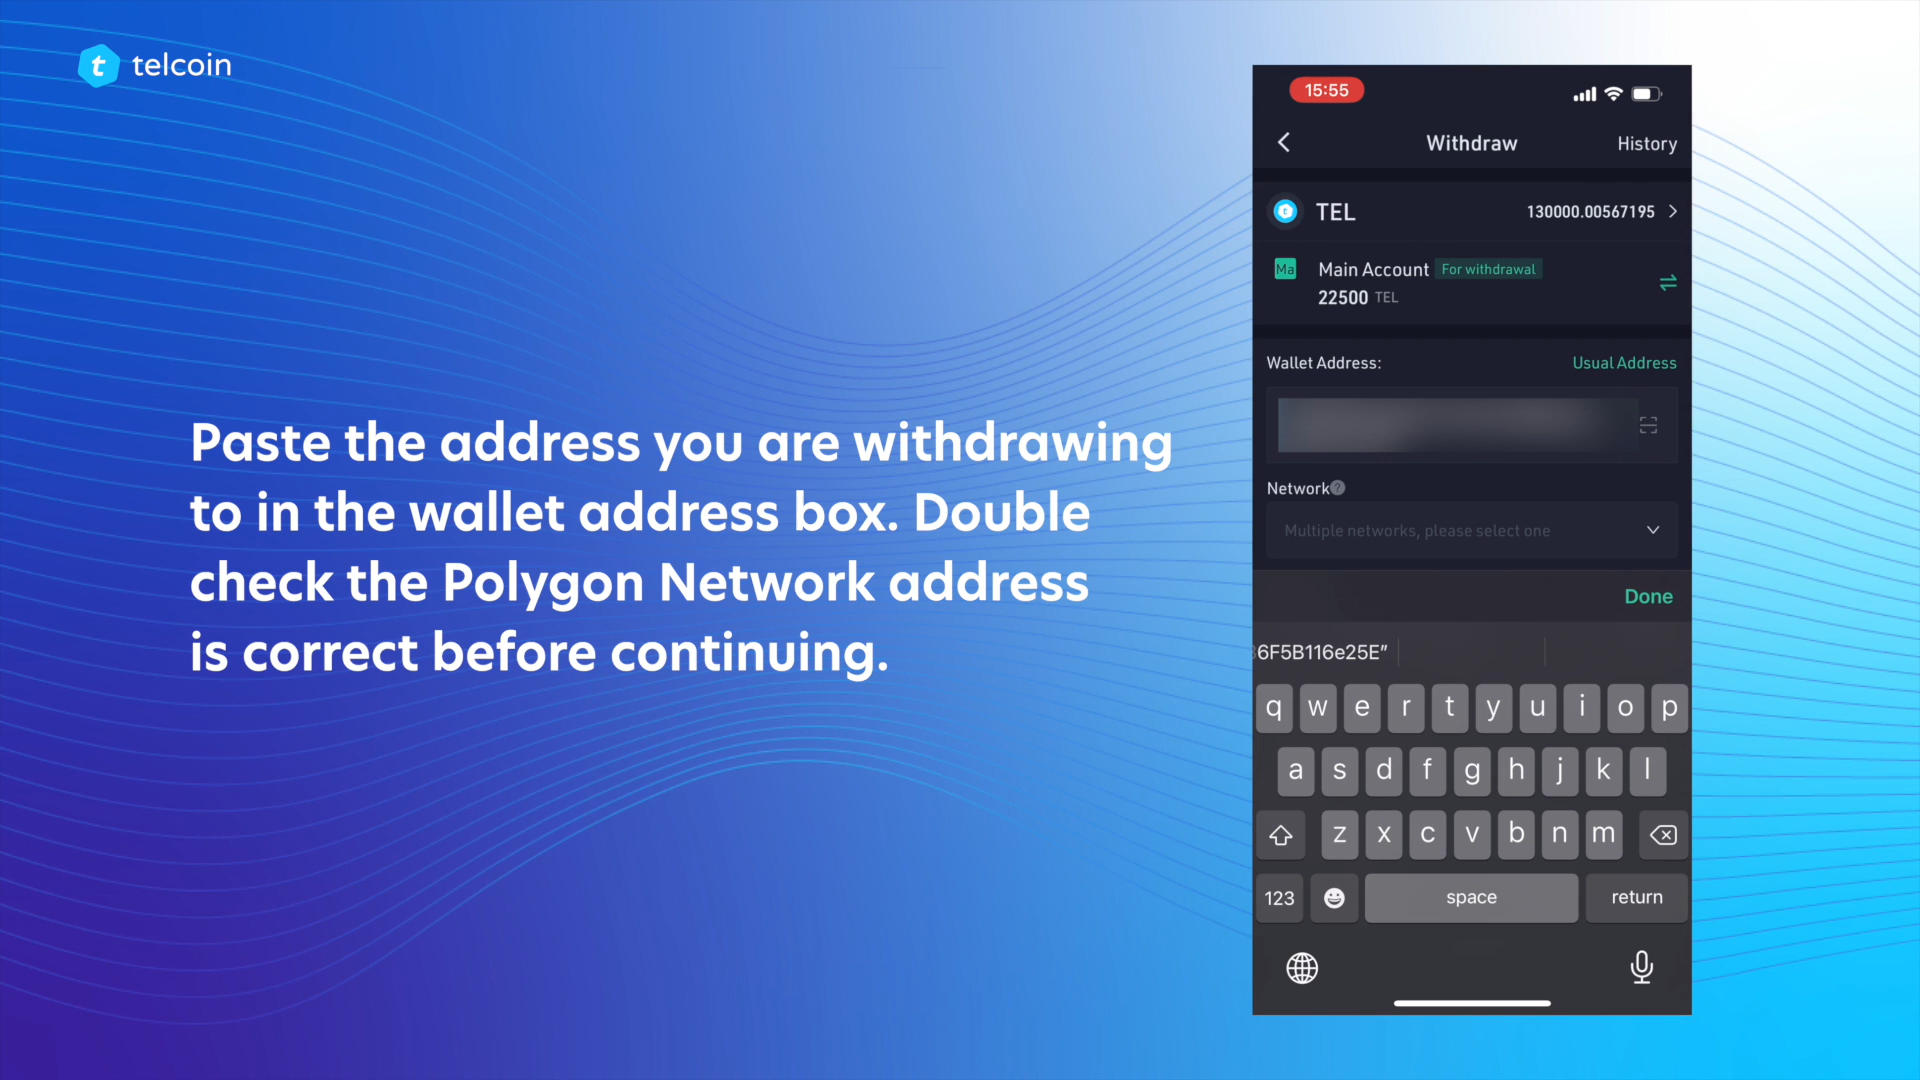 telcoin
Paste the address you are withdrawing
to in the wallet address box. Double
check the Polygon Network address
is correct before continuing.
15:55
Withdraw
History
TEL
130000.00567195
Ma
Main Account
For withdrawal
22500 TEL
Wallet Address:
Usual Address
Network?
Multiple networks, please select one
Done
6F5B116e25E”
q w e r t y u i o p
a s d f g h j k l
z x c v b n m
123 space return